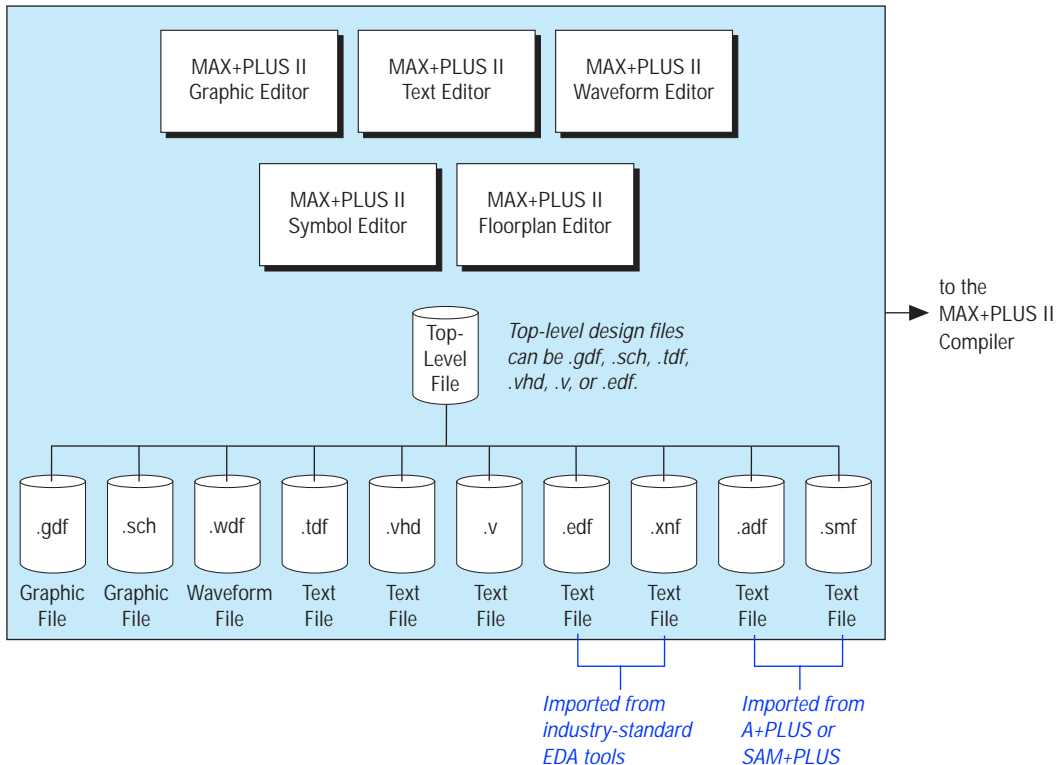 MAX+PLUS II
Graphic Editor
MAX+PLUS II
Text Editor
MAX+PLUS II
Waveform Editor
MAX+PLUS II
Symbol Editor
MAX+PLUS II
Floorplan Editor
to the
MAX+PLUS II
Compiler
Top-
Level
File
Top-level design files
can be .gdf, .sch, .tdf,
.vhd, .v, or .edf.
.gdf
.sch
.wdf
.tdf
.vhd
.v
.edf
.xnf
.adf
.smf
Graphic
File
Graphic
File
Waveform
File
Text
File
Text
File
Text
File
Text
File
Text
File
Text
File
Text
File
Imported from
industry-standard
EDA tools
Imported from
A+PLUS or
SAM+PLUS